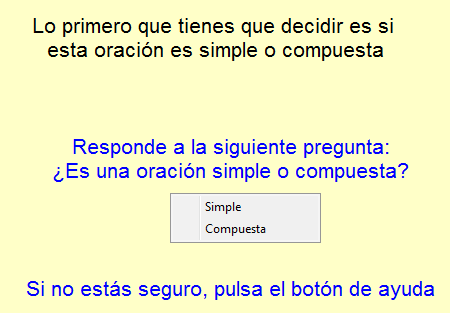 Lo primero que tienes que decidir es si
esta oración es simple o compuesta
Responde a la siguiente pregunta:
¿Es una oración simple o compuesta?
Simple
Compuesta
Si no estás seguro, pulsa el botón de ayuda